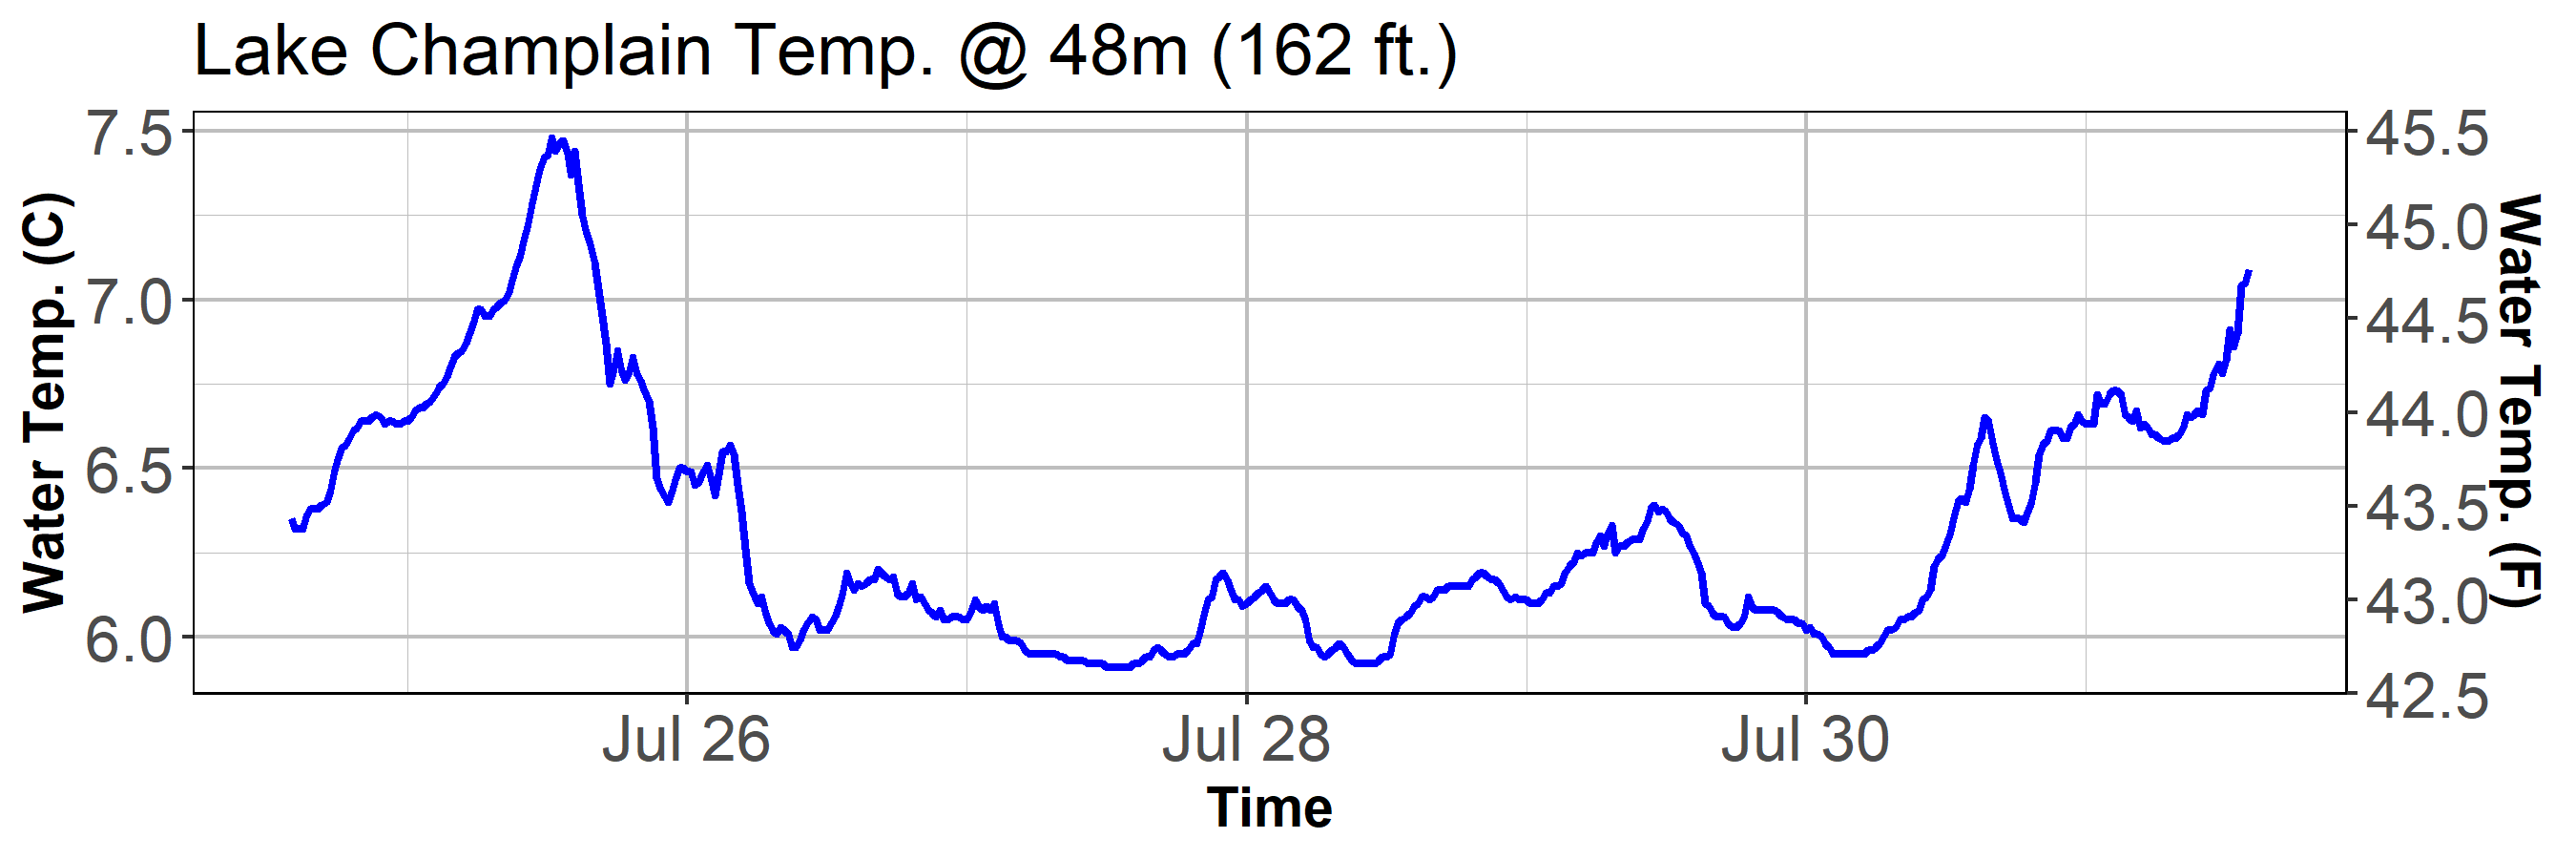 Lake Champlain Temp. @ 48m (162 ft.)
Water Temp. (C)
7.5
7.0
6.5
6.0
45.5
45.0
44.5
44.0
43.5
43.0
42.5
Water Temp. (F)
Jul 26 Jul 28 Jul 30
Time